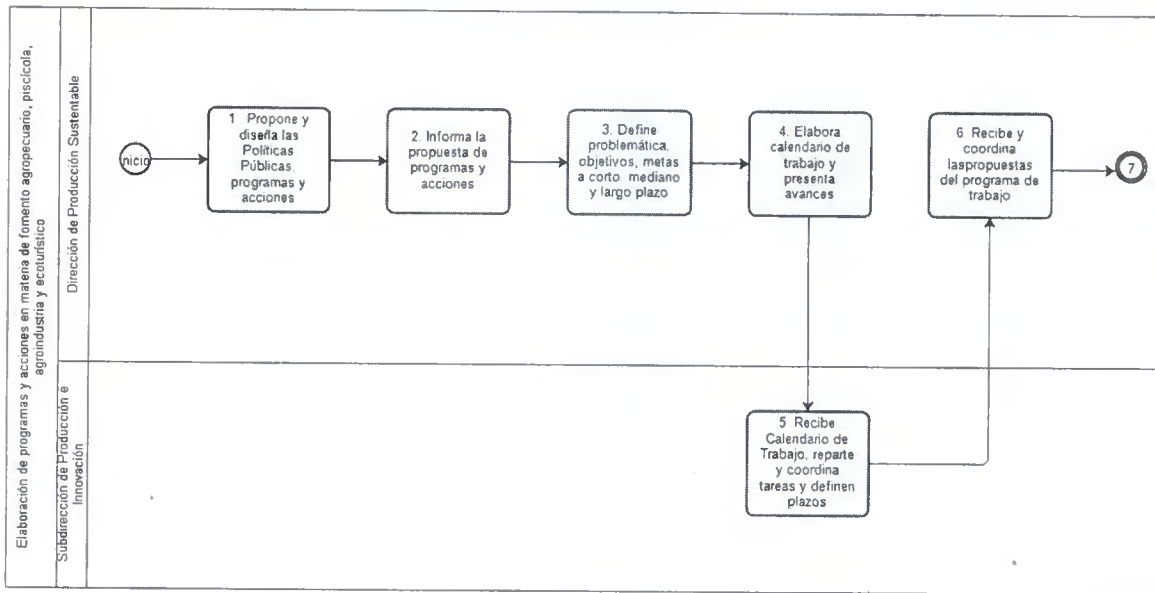 Elaboración de programas y acciones en materia de fomento agropecuario, piscícola,
agroindustria y ecoturístico
Dirección de Producción Sustentable
nicio
1 Propone y
diseña las
Políticas
Públicas,
programas y
acciones
2. Informa la
propuesta de
programas y
acciones
3. Define
problemática,
objetivos, metas
a corto, mediano
y largo plazo
4. Elabora
calendario de
trabajo y
presenta
avances
6 Recibe y
coordina
laspropuestas
del programa de
trabajo
7
Subdirección de Producción e
Innovación
5 Recibe
Calendario de
Trabajo, reparte
y coordina
tareas y definen
plazos